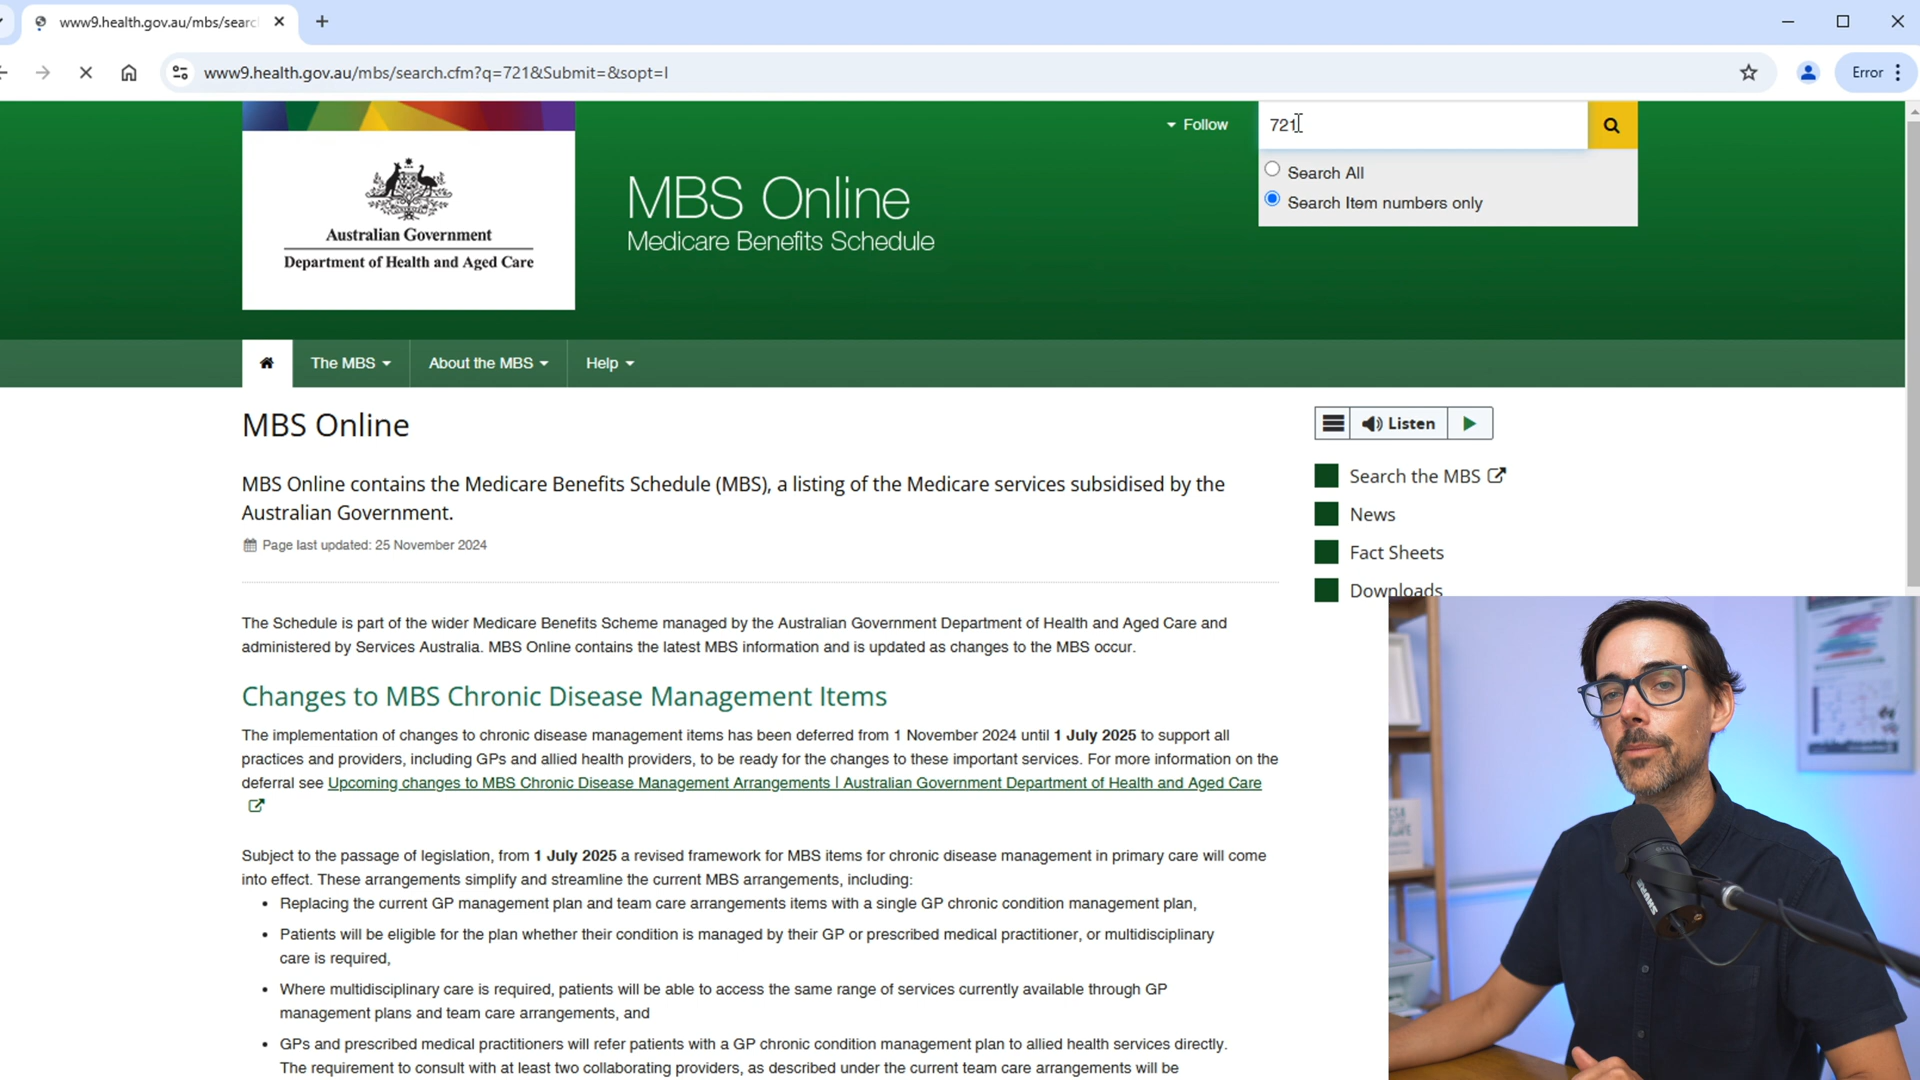 www9.health.gov.au/mbs/searc
www9.health.gov.au/mbs/search.cfm?q=721&Submit=&sopt=I
Error
Follow
721
Search All
Search Item numbers only
Australian Government
Department of Health and Aged Care
MBS Online
Medicare Benefits Schedule
The MBS
About the MBS
Help
MBS Online
Listen
MBS Online contains the Medicare Benefits Schedule (MBS), a listing of the Medicare services subsidised by the
Australian Government.
Page last updated: 25 November 2024
Search the MBS
News
Fact Sheets
Downloads
The Schedule is part of the wider Medicare Benefits Scheme managed by the Australian Government Department of Health and Aged Care and
administered by Services Australia. MBS Online contains the latest MBS information and is updated as changes to the MBS occur.
Changes to MBS Chronic Disease Management Items
The implementation of changes to chronic disease management items has been deferred from 1 November 2024 until 1 July 2025 to support all
practices and providers, including GPs and allied health providers, to be ready for the changes to these important services. For more information on the
deferral see Upcoming changes to MBS Chronic Disease Management Arrangements | Australian Government Department of Health and Aged Care
Subject to the passage of legislation, from 1 July 2025 a revised framework for MBS items for chronic disease management in primary care will come
into effect. These arrangements simplify and streamline the current MBS arrangements, including:
• Replacing the current GP management plan and team care arrangements items with a single GP chronic condition management plan,
• Patients will be eligible for the plan whether their condition is managed by their GP or prescribed medical practitioner, or multidisciplinary
care is required,
• Where multidisciplinary care is required, patients will be able to access the same range of services currently available through GP
management plans and team care arrangements, and
• GPs and prescribed medical practitioners will refer patients with a GP chronic condition management plan to allied health services directly.
The requirement to consult with at least two collaborating providers, as described under the current team care arrangements will be